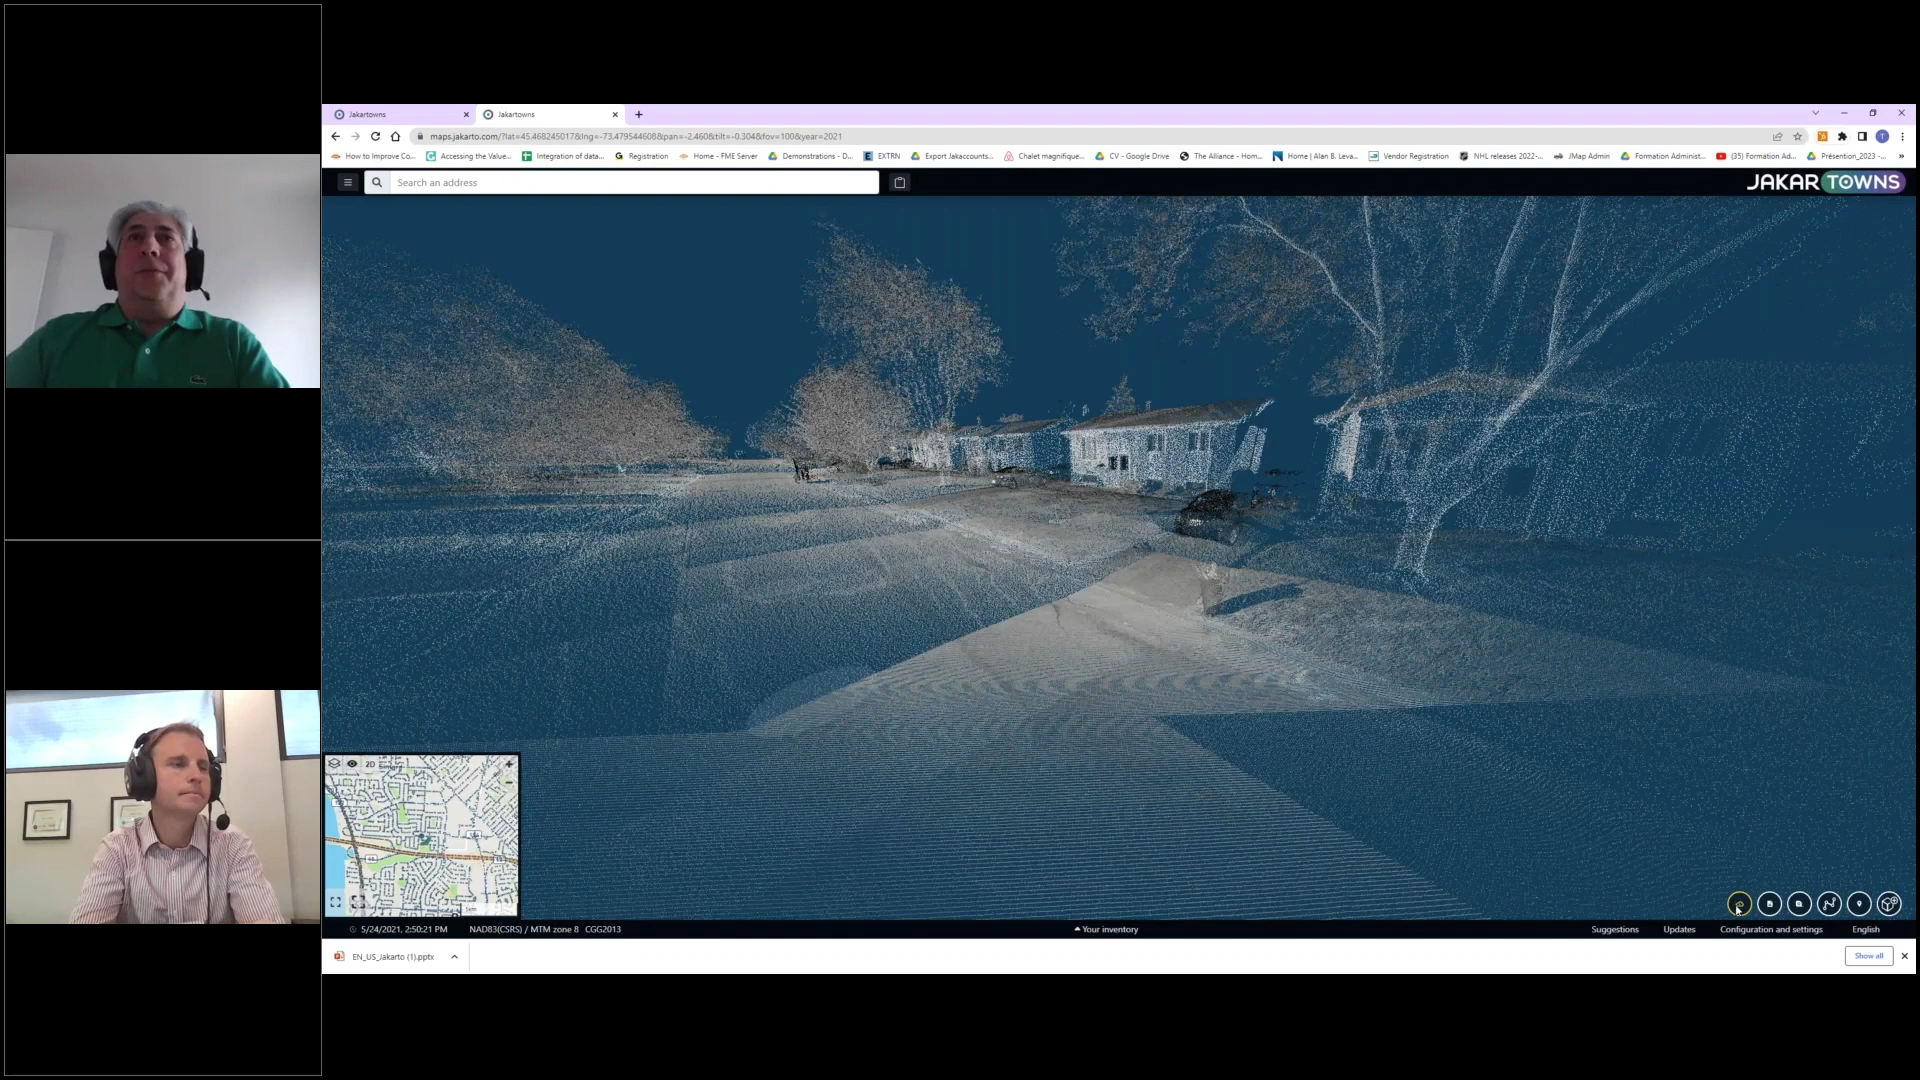 Jakartowns
Jakartowns
maps.jakarto.com/?lat=45.468245017&lng=-73.479544608&pan=-2.460&tilt=-0.304&fov=100&year=2021
How to Improve Co...
Accessing the Value...
Integration of data...
Registration
Home - FME Server
Demonstrations - D...
EXTRN
Export Jakaccounts...
Chalet magnifique...
CV - Google Drive
The Alliance - Hom...
Home | Alan B. Leva...
Vendor Registration
NHL releases 2022-...
JMap Admin
Formation Administ...
(35) Formation Ad...
Présention_2023 -...
Search an address
JAKARTOWNS
2D
5/24/2021, 2:50:21 PM
NAD83(CSRS) / MTM zone 8 CGG2013
Your inventory
Suggestions
Updates
Configuration and settings
English
EN_US_Jakarto (1).pptx
Show all